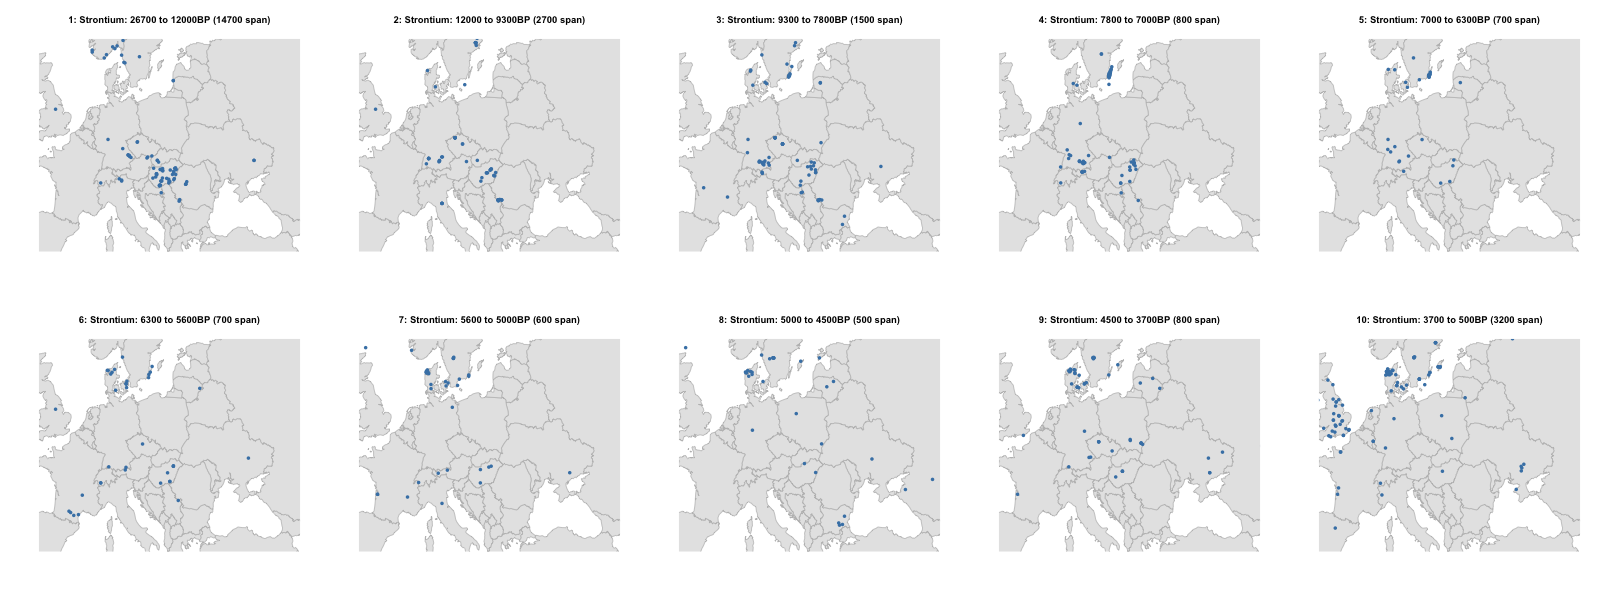 1: Strontium: 26700 to 12000BP (14700 span)
2: Strontium: 12000 to 9300BP (2700 span)
3: Strontium: 9300 to 7800BP (1500 span)
4: Strontium: 7800 to 7000BP (800 span)
5: Strontium: 7000 to 6300BP (700 span)
6: Strontium: 6300 to 5600BP (700 span)
7: Strontium: 5600 to 5000BP (600 span)
8: Strontium: 5000 to 4500BP (500 span)
9: Strontium: 4500 to 3700BP (800 span)
10: Strontium: 3700 to 500BP (3200 span)